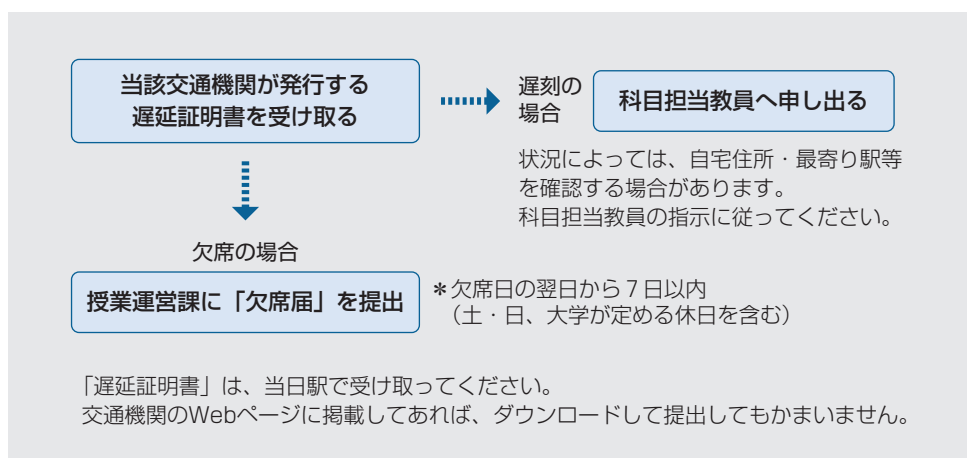 当該交通機関が発行する
遅延証明書を受け取る
遅刻の
場合
科目担当教員へ申し出る
状況によっては、自宅住所・最寄り駅等
を確認する場合があります。
科目担当教員の指示に従ってください。
欠席の場合
授業運営課に「欠席届」を提出
＊欠席日の翌日から7日以内
（土・日、大学が定める休日を含む）
「遅延証明書」は、当日駅で受け取ってください。
交通機関のWebページに掲載してあれば、ダウンロードして提出してもかまいません。